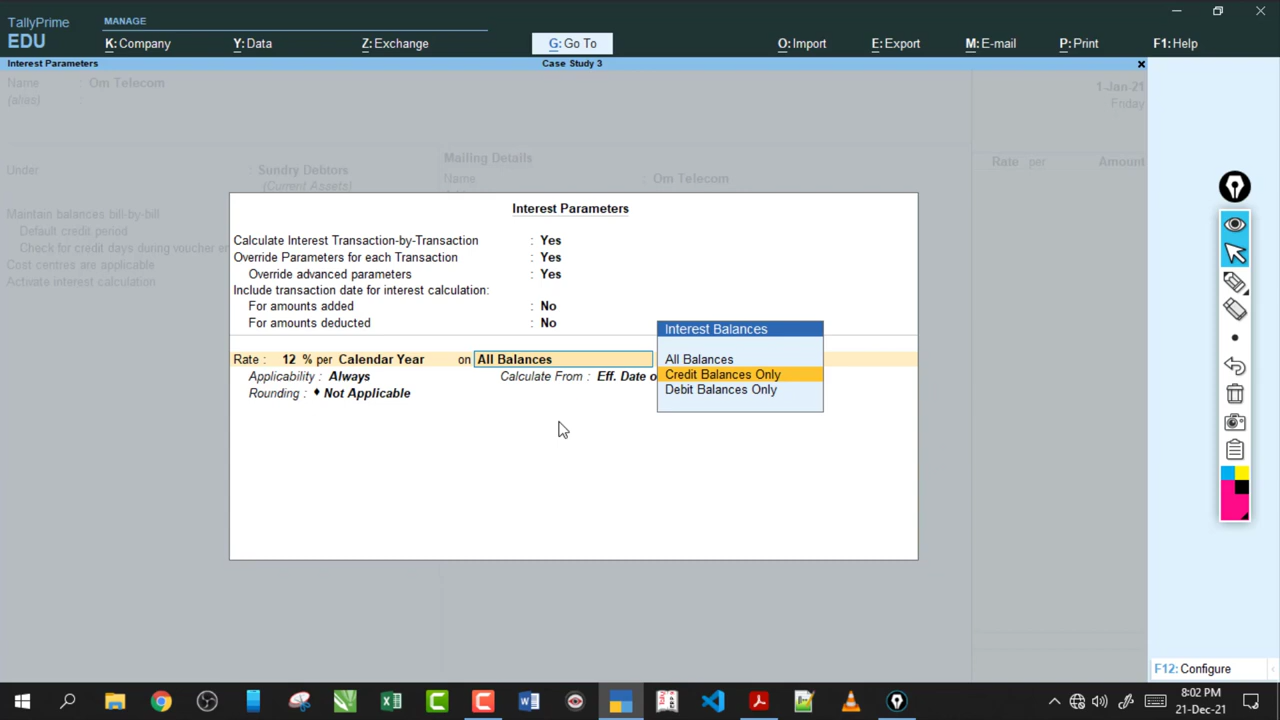 TallyPrime
EDU
MANAGE
K: Company
Y: Data
Z: Exchange
G: Go To
O: Import
E: Export
M: E-mail
P: Print
F1: Help
Interest Parameters
Case Study 3
Name : Om Telecom
(alias) :
1-Jan-21
Friday
Under : Sundry Debtors
(Current Assets)
Mailing Details
Name : Om Telecom
Rate per Amount
Maintain balances bill-by-bill
Default credit period
Check for credit days during voucher en
Cost centres are applicable
Activate interest calculation
Interest Parameters
Calculate Interest Transaction-by-Transaction : Yes
Override Parameters for each Transaction : Yes
Override advanced parameters : Yes
Include transaction date for interest calculation:
For amounts added : No
For amounts deducted : No
Rate : 12 % per Calendar Year on All Balances
Applicability : Always Calculate From : Eff. Date o
Rounding : ♦ Not Applicable
Interest Balances
All Balances
Credit Balances Only
Debit Balances Only
F12: Configure
8:02 PM
21-Dec-21